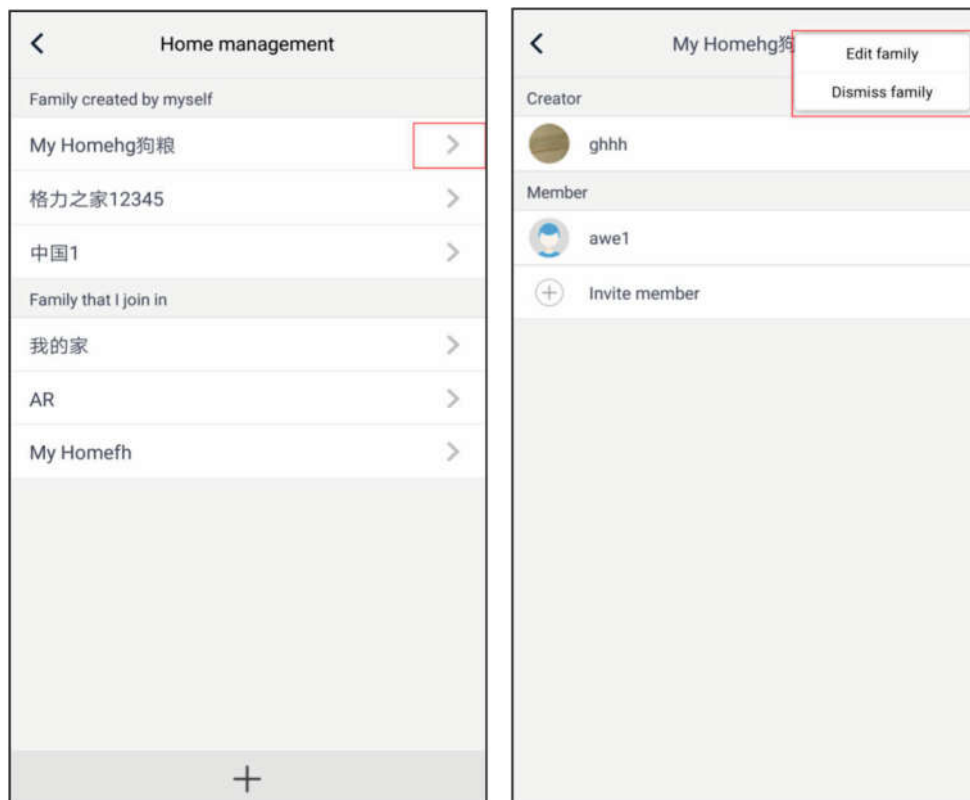 Home management
Family created by myself
My Homehg狗粮
格力之家12345
中国1
Family that I join in
我的家
AR
My Homefh
My Homehg狗
Edit family
Dismiss family
Creator
ghhh
Member
awe1
Invite member